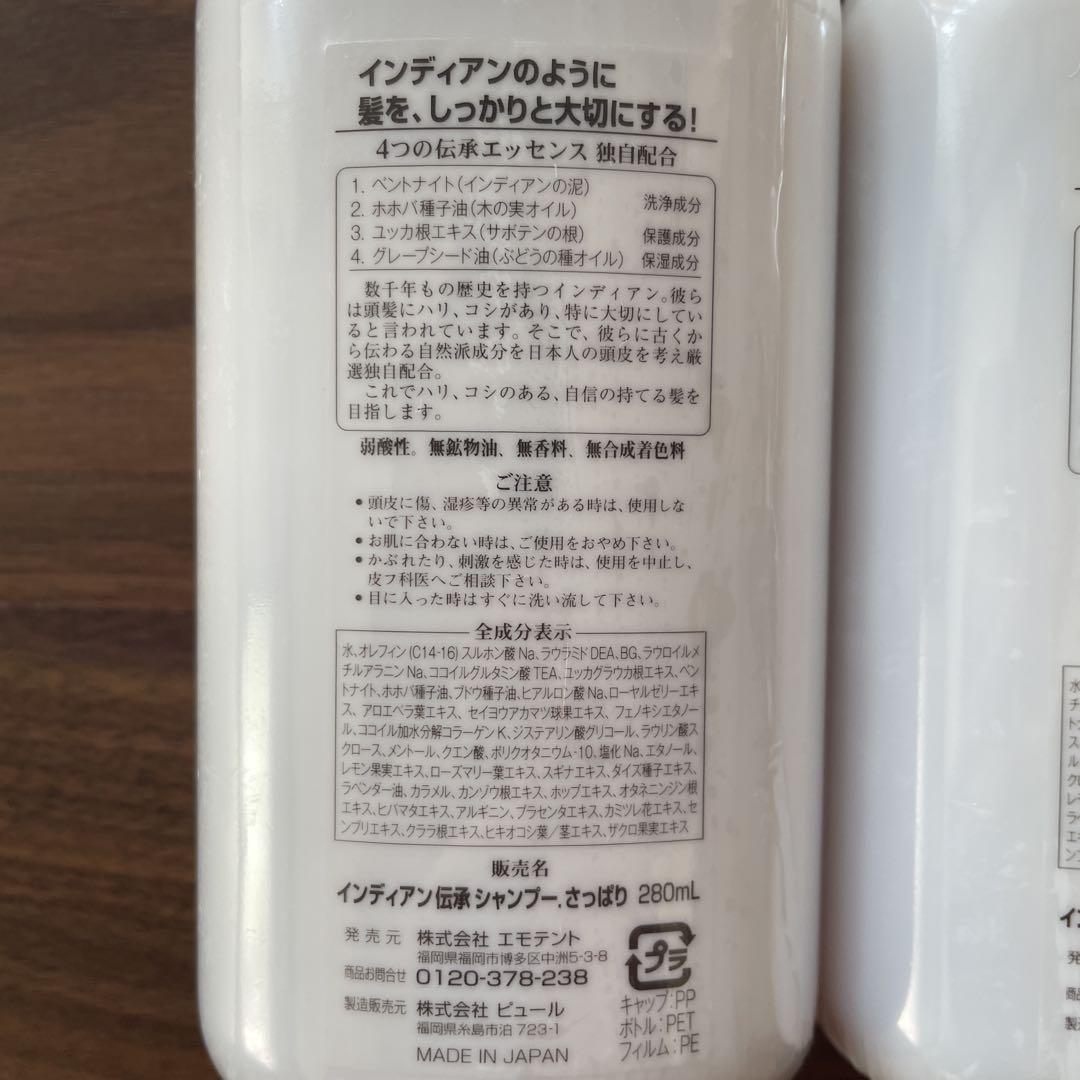 インディアンのように
髪を、しっかりと大切にする!
4つの伝承エッセンス 独自配合
1. ベントナイト(インディアンの泥)
2. ホホバ種子油(木の実オイル) 洗浄成分
3. ユッカ根エキス(サボテンの根) 保護成分
4. グレープシード油(ぶどうの種オイル) 保湿成分
数千年もの歴史を持つインディアン。彼ら
は頭髪にハリ、コシがあり、特に大切にしてい
ると言われています。そこで、彼らに古くか
ら伝わる自然派成分を日本人の頭皮を考え厳
選独自配合。
これでハリ、コシのある、自信の持てる髪を
目指します。
弱酸性。無鉱物油、無香料、無合成着色料
ご注意
• 頭皮に傷、湿疹等の異常がある時は、使用しな
いで下さい。
• お肌に合わない時は、ご使用をおやめ下さい。
• かぶれたり、刺激を感じた時は、使用を中止し、
皮フ科医へご相談下さい。
• 目に入った時はすぐに洗い流して下さい。
全成分表示
水、オレフィン(C14-16)スルホン酸Na、ラウラミドDEA、BG、ラウロイルメ
チルアラニンNa、ココイルグルタミン酸TEA、ユッカグラウカ根エキス、ベン
トナイト、ホホバ種子油、ブドウ種子油、ヒアルロン酸Na、ローヤルゼリーエキ
ス、アロエベラ葉エキス、セイヨウアカマツ球果エキス、フェノキシエタノー
ル、ココイル加水分解コラーゲンK、ジステアリン酸グリコール、ラウリン酸ス
クロース、メントール、クエン酸、ポリクオタニウム-10、塩化Na、エタノール、
レモン果実エキス、ローズマリー葉エキス、スギナエキス、ダイズ種子エキス、
ラベンダー油、カラメル、カンゾウ根エキス、ホップエキス、オタネニンジン根
エキス、ヒバマタエキス、アルギニン、プラセンタエキス、カミツレ花エキス、セ
ンブリエキス、クララ根エキス、ヒキオコシ葉/茎エキス、ザクロ果実エキス
販売名
インディアン伝承シャンプー.さっぱり 280mL
発売元 株式会社 エモテント
福岡県福岡市博多区中洲5-3-8
商品お問合せ 0120-378-238
製造販売元 株式会社 ピュール
福岡県糸島市泊723-1
MADE IN JAPAN
プラ
キャップ:PP
ボトル:PET
フィルム:PE